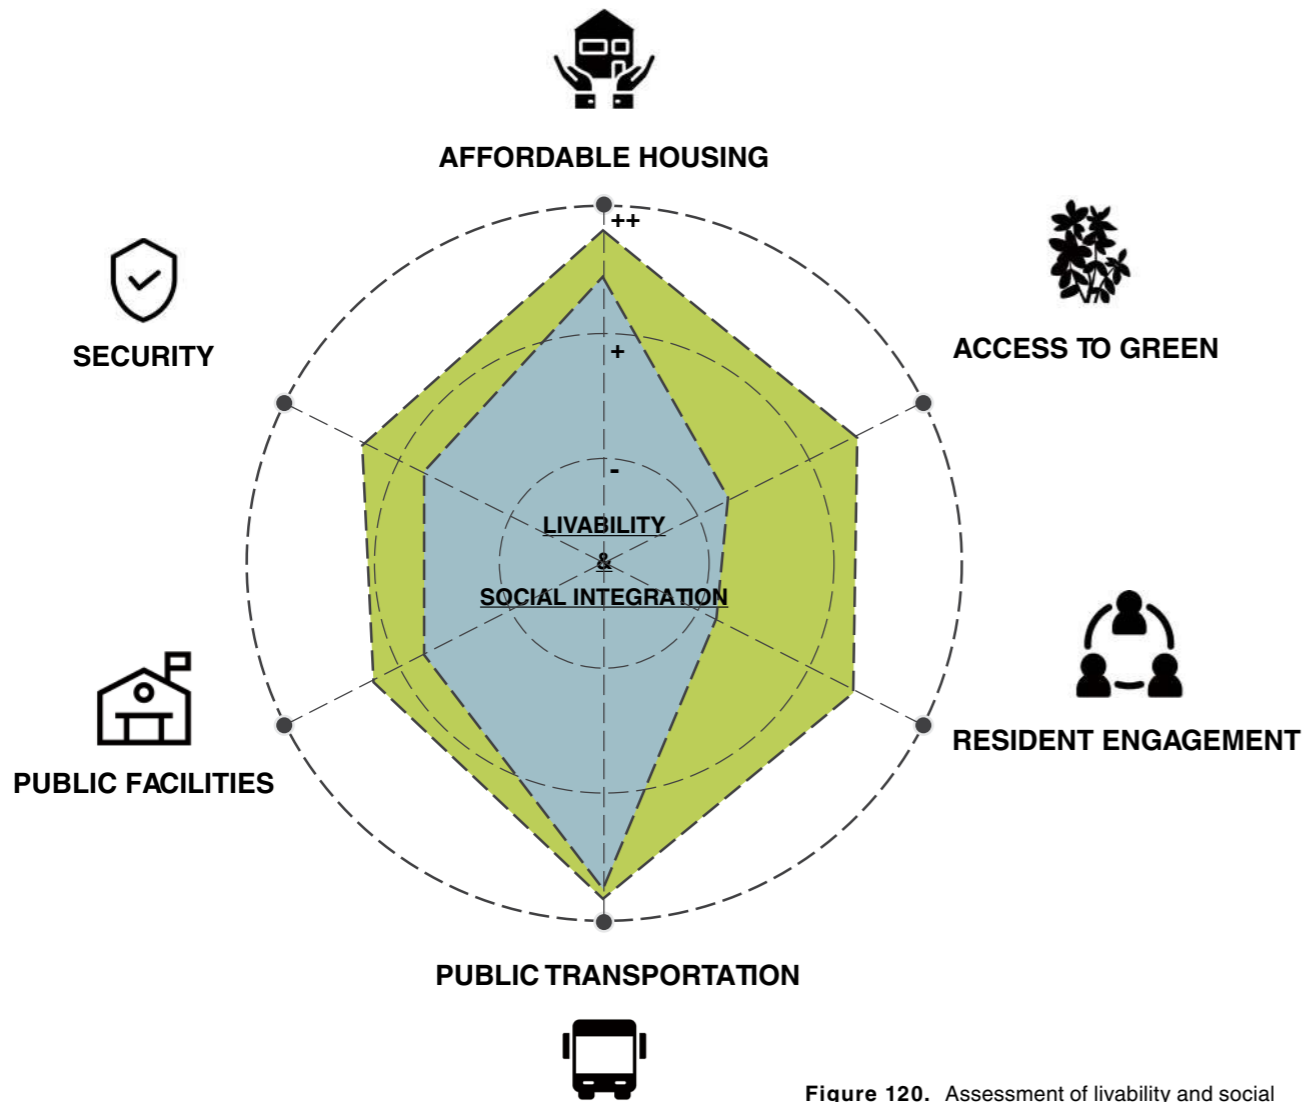 AFFORDABLE HOUSING
++
SECURITY
ACCESS TO GREEN
+
-
LIVABILITY
&
SOCIAL INTEGRATION
PUBLIC FACILITIES
RESIDENT ENGAGEMENT
PUBLIC TRANSPORTATION
Figure 120. Assessment of livability and social